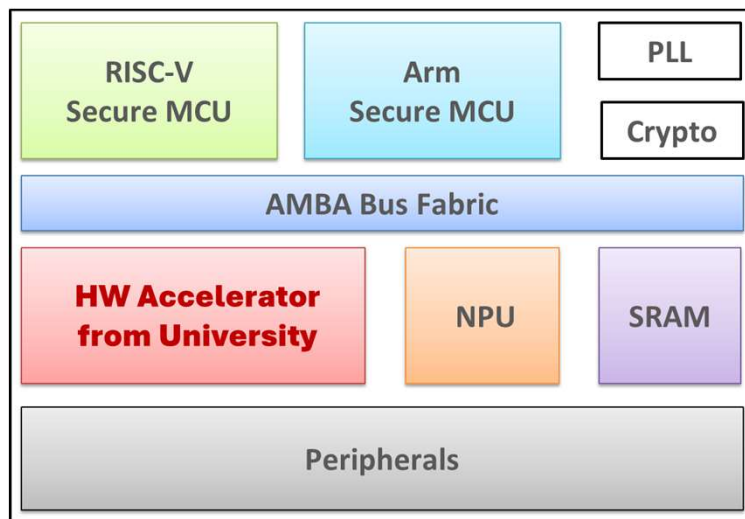 RISC-V
Secure MCU
Arm
Secure MCU
PLL
Crypto
AMBA Bus Fabric
HW Accelerator
from University
NPU
SRAM
Peripherals